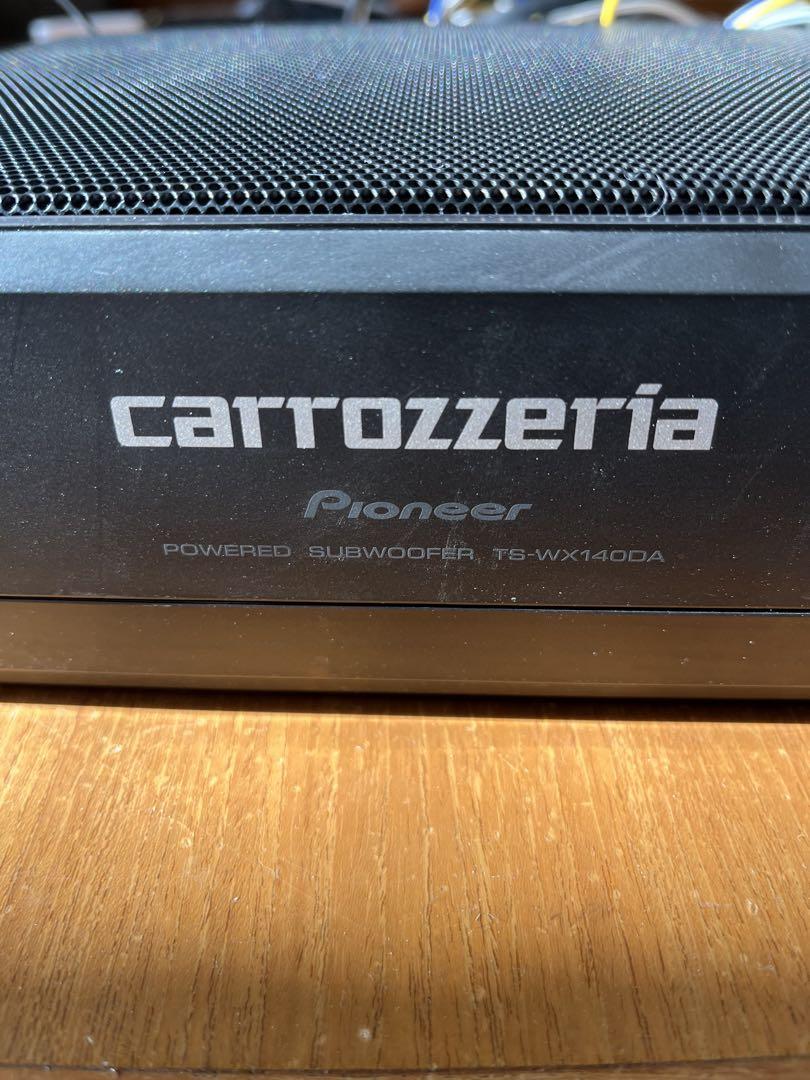 carrozzeria
Pioneer
POWERED SUBWOOFER TS-WX140DA